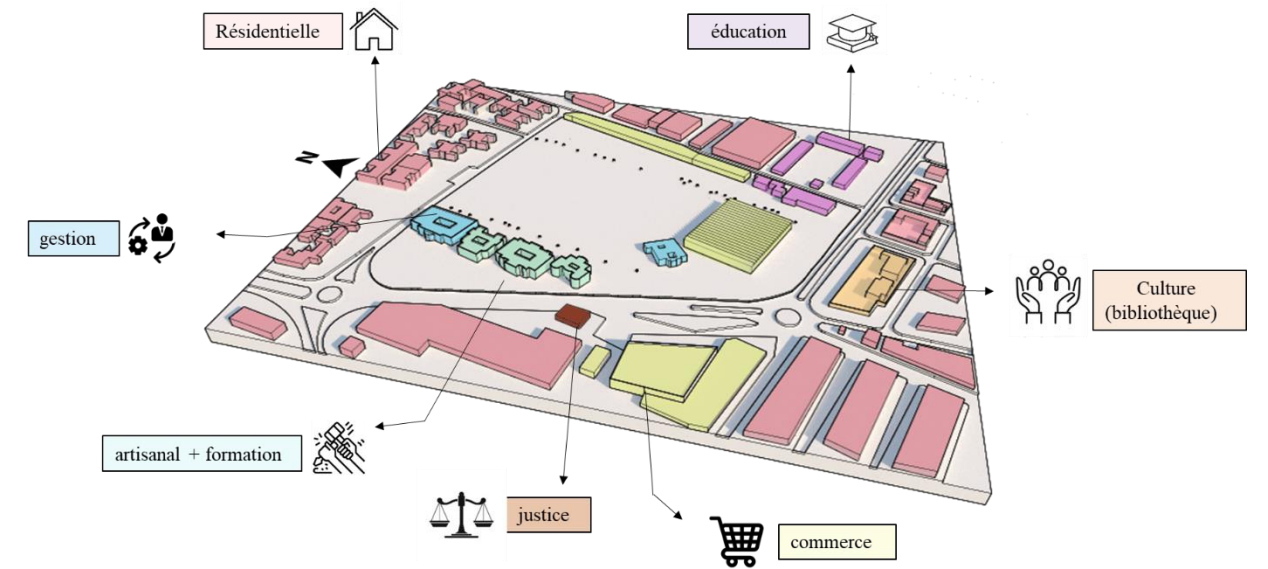 Résidentielle
éducation
N
gestion
Culture
(bibliothèque)
artisanal + formation
justice
commerce